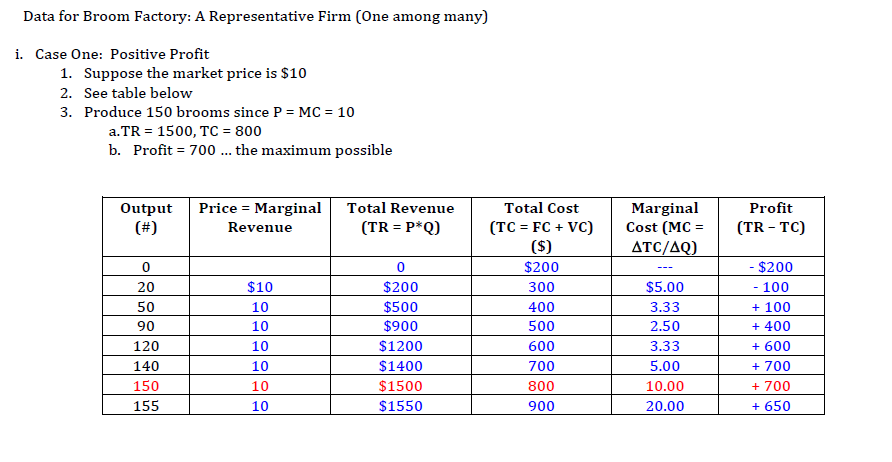 Data for Broom Factory: A Representative Firm (One among many)
i. Case One: Positive Profit
1. Suppose the market price is $10
2. See table below
3. Produce 150 brooms since P = MC = 10
a.TR = 1500, TC = 800
b. Profit = 700 ... the maximum possible
Output (#) Price = Marginal Revenue Total Revenue (TR = P*Q) Total Cost (TC = FC + VC) ($) Marginal Cost (MC = ΔTC/ΔQ) Profit (TR – TC)
0 0 $200 --- - $200
20 $10 $200 300 $5.00 - 100
50 10 $500 400 3.33 + 100
90 10 $900 500 2.50 + 400
120 10 $1200 600 3.33 + 600
140 10 $1400 700 5.00 + 700
150 10 $1500 800 10.00 + 700
155 10 $1550 900 20.00 + 650